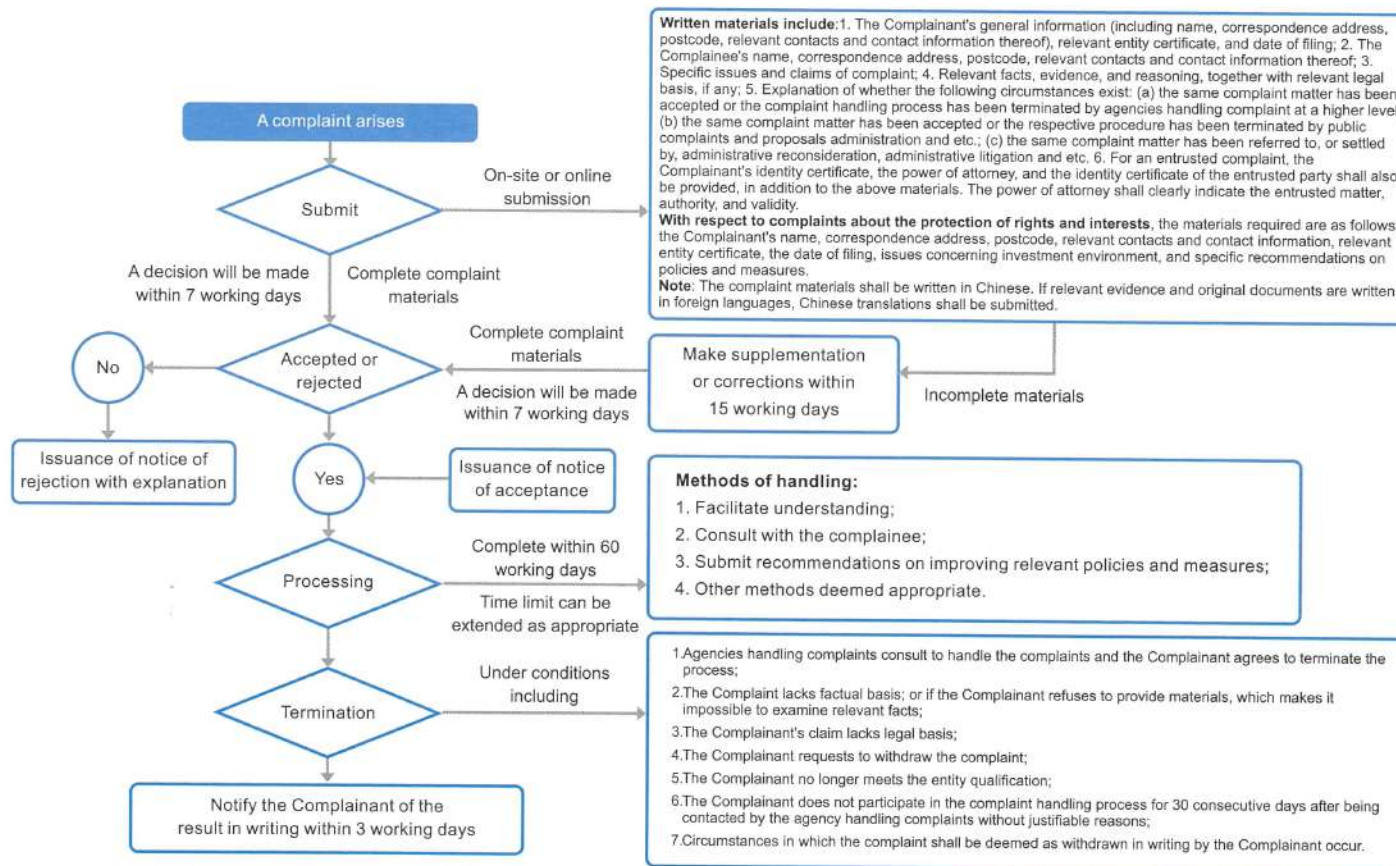 Written materials include:1. The Complainant's general information (including name, correspondence address,
postcode, relevant contacts and contact information thereof), relevant entity certificate, and date of filing; 2. The
Complainee's name, correspondence address, postcode, relevant contacts and contact information thereof; 3.
Specific issues and claims of complaint; 4. Relevant facts, evidence, and reasoning, together with relevant legal
basis, if any; 5. Explanation of whether the following circumstances exist: (a) the same complaint matter has been
accepted or the complaint handling process has been terminated by agencies handling complaint at a higher level
(b) the same complaint matter has been accepted or the respective procedure has been terminated by public
complaints and proposals administration and etc.; (c) the same complaint matter has been referred to, or settled
by, administrative reconsideration, administrative litigation and etc. 6. For an entrusted complaint, the
Complainant's identity certificate, the power of attorney, and the identity certificate of the entrusted party shall also
be provided, in addition to the above materials. The power of attorney shall clearly indicate the entrusted matter,
authority, and validity.
With respect to complaints about the protection of rights and interests, the materials required are as follows
the Complainant's name, correspondence address, postcode, relevant contacts and contact information, relevant
entity certificate, the date of filing, issues concerning investment environment, and specific recommendations on
policies and measures.
Note: The complaint materials shall be written in Chinese. If relevant evidence and original documents are written
in foreign languages, Chinese translations shall be submitted.
A complaint arises
Submit
On-site or online
submission
A decision will be made
within 7 working days
Complete complaint
materials
No
Accepted or
rejected
Complete complaint
materials
A decision will be made
within 7 working days
Make supplementation
or corrections within
15 working days
Incomplete materials
Issuance of notice of
rejection with explanation
Yes
Issuance of notice
of acceptance
Processing
Complete within 60
working days
Time limit can be
extended as appropriate
Methods of handling:
1. Facilitate understanding;
2. Consult with the complainee;
3. Submit recommendations on improving relevant policies and measures;
4. Other methods deemed appropriate.
Termination
Under conditions
including
1.Agencies handling complaints consult to handle the complaints and the Complainant agrees to terminate the
process;
2.The Complaint lacks factual basis; or if the Complainant refuses to provide materials, which makes it
impossible to examine relevant facts;
3.The Complainant's claim lacks legal basis;
4.The Complainant requests to withdraw the complaint;
5.The Complainant no longer meets the entity qualification;
6.The Complainant does not participate in the complaint handling process for 30 consecutive days after being
contacted by the agency handling complaints without justifiable reasons;
7.Circumstances in which the complaint shall be deemed as withdrawn in writing by the Complainant occur.
Notify the Complainant of the
result in writing within 3 working days